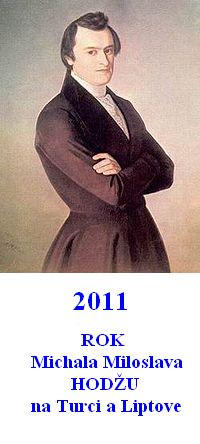 2011
ROK
Michala Miloslava
HODŽU
na Turci a Liptove